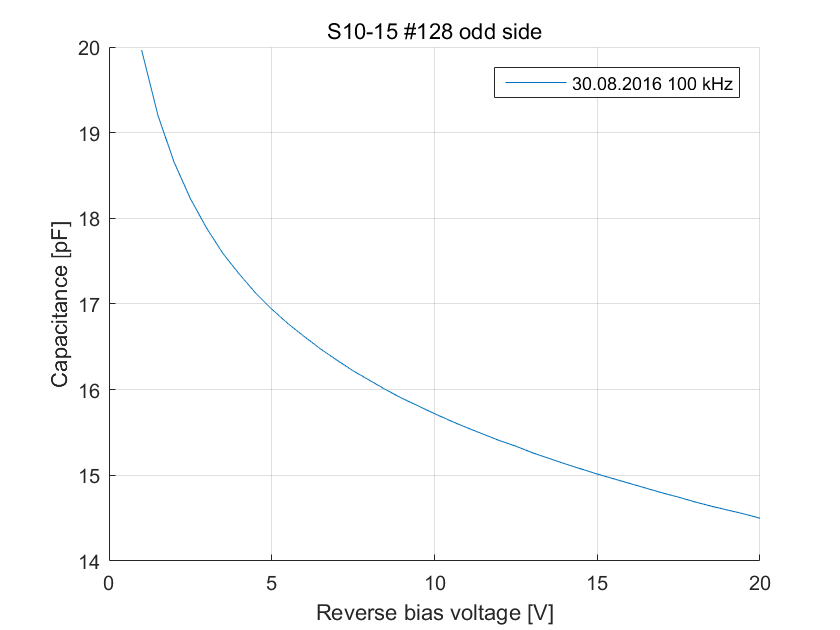 S10-15 #128 odd side
30.08.2016 100 kHz
20
19
18
17
16
15
14
Capacitance [pF]
0 5 10 15 20
Reverse bias voltage [V]